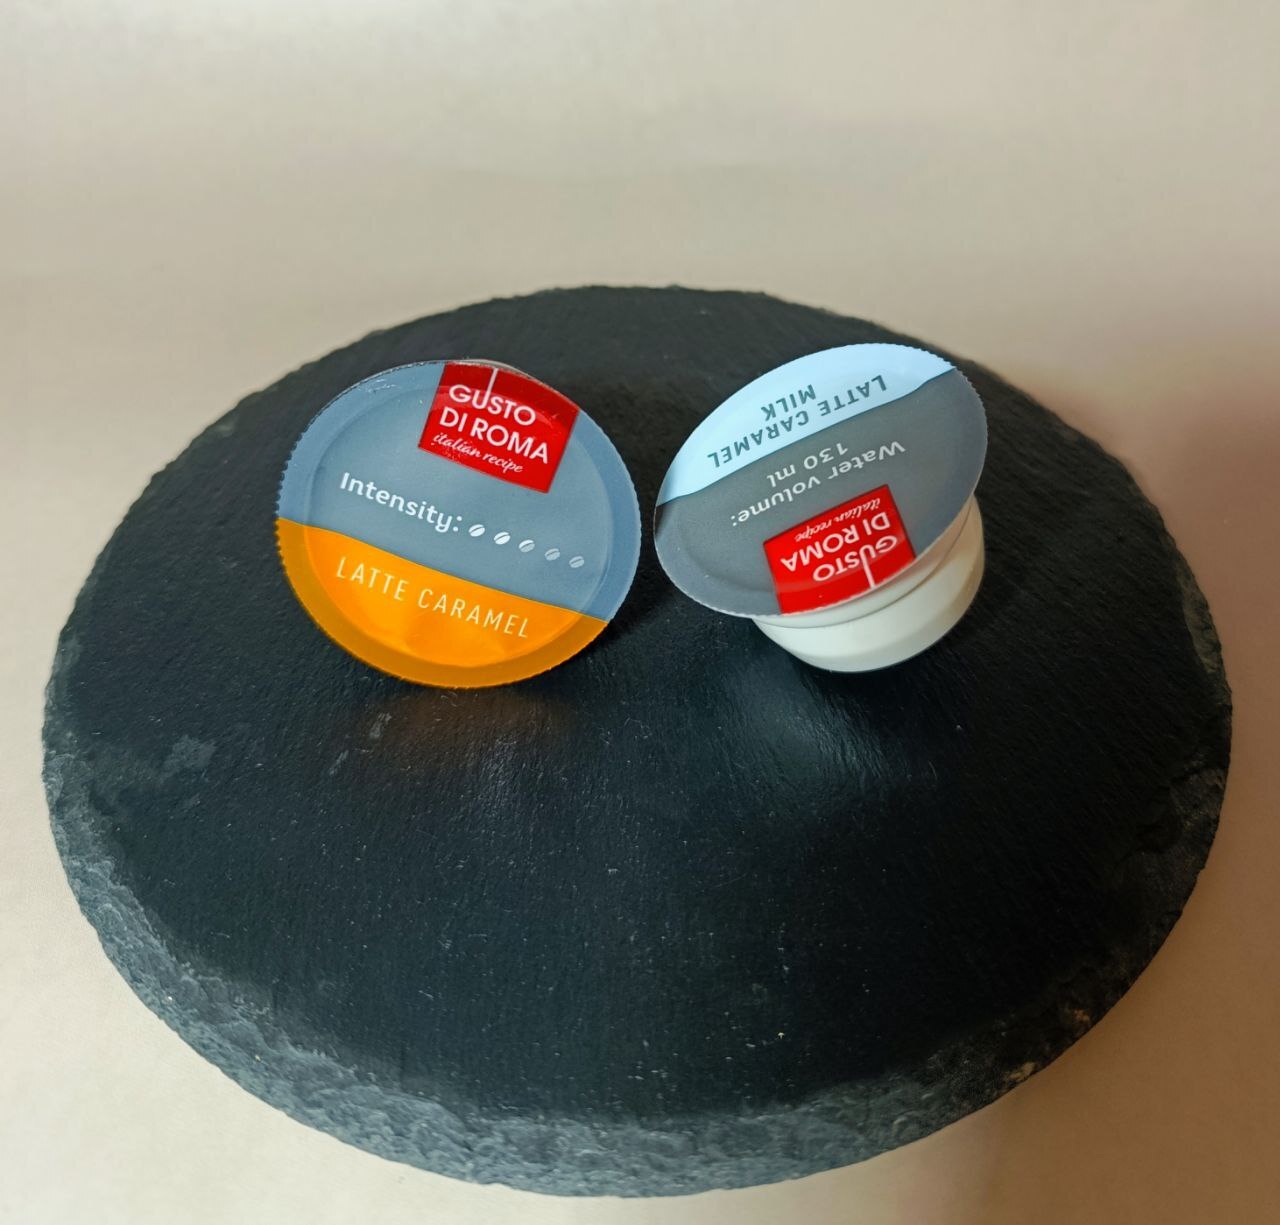 GUSTO
DI ROMA
italian recipe
Intensity:
LATTE CARAMEL
GUSTO
DI ROMA
italian recipe
Water volume:
130 ml
LATTE CARAMEL
MILK